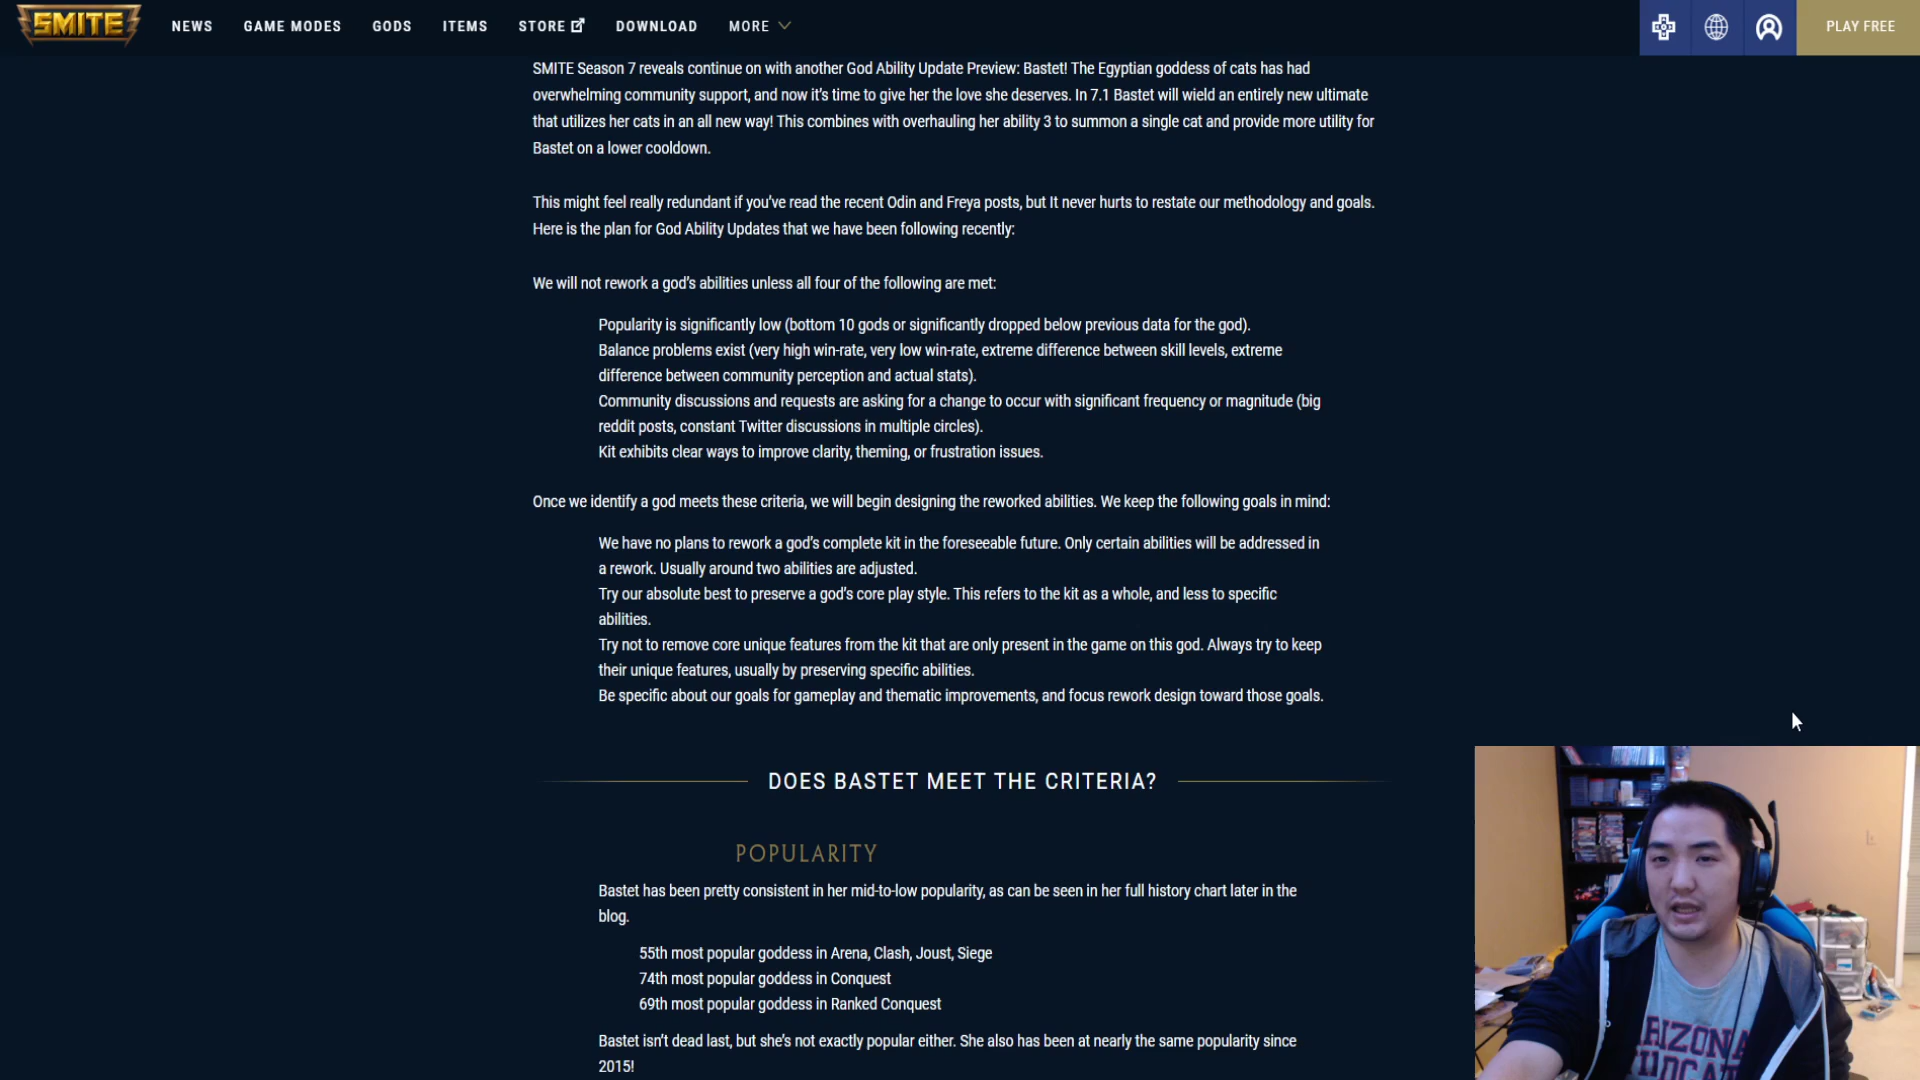 SMITE NEWS GAME MODES GODS ITEMS STORE DOWNLOAD MORE PLAY FREE
SMITE Season 7 reveals continue on with another God Ability Update Preview: Bastet! The Egyptian goddess of cats has had
overwhelming community support, and now it's time to give her the love she deserves. In 7.1 Bastet will wield an entirely new ultimate
that utilizes her cats in an all new way! This combines with overhauling her ability 3 to summon a single cat and provide more utility for
Bastet on a lower cooldown.
This might feel really redundant if you've read the recent Odin and Freya posts, but It never hurts to restate our methodology and goals.
Here is the plan for God Ability Updates that we have been following recently:
We will not rework a god's abilities unless all four of the following are met:
Popularity is significantly low (bottom 10 gods or significantly dropped below previous data for the god).
Balance problems exist (very high win-rate, very low win-rate, extreme difference between skill levels, extreme
difference between community perception and actual stats).
Community discussions and requests are asking for a change to occur with significant frequency or magnitude (big
reddit posts, constant Twitter discussions in multiple circles).
Kit exhibits clear ways to improve clarity, theming, or frustration issues.
Once we identify a god meets these criteria, we will begin designing the reworked abilities. We keep the following goals in mind:
We have no plans to rework a god's complete kit in the foreseeable future. Only certain abilities will be addressed in
a rework. Usually around two abilities are adjusted.
Try our absolute best to preserve a god's core play style. This refers to the kit as a whole, and less to specific
abilities.
Try not to remove core unique features from the kit that are only present in the game on this god. Always try to keep
their unique features, usually by preserving specific abilities.
Be specific about our goals for gameplay and thematic improvements, and focus rework design toward those goals.
DOES BASTET MEET THE CRITERIA?
POPULARITY
Bastet has been pretty consistent in her mid-to-low popularity, as can be seen in her full history chart later in the
blog.
55th most popular goddess in Arena, Clash, Joust, Siege
74th most popular goddess in Conquest
69th most popular goddess in Ranked Conquest
Bastet isn't dead last, but she's not exactly popular either. She also has been at nearly the same popularity since
2015!